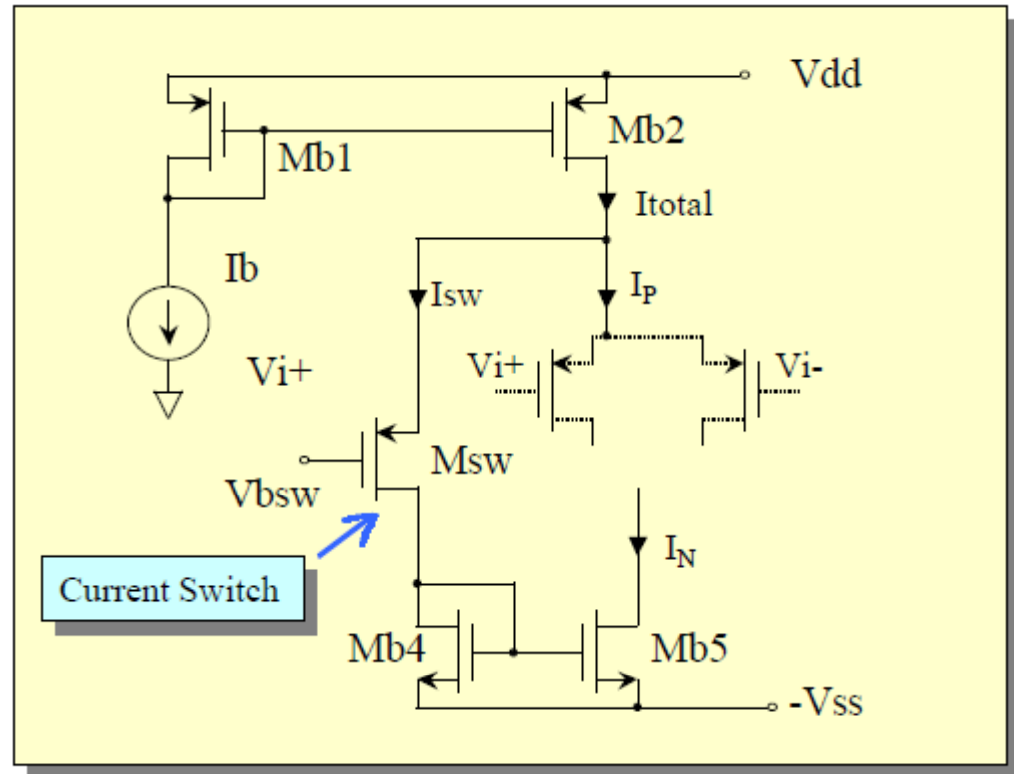 Vdd
Mb1
Mb2
Itotal
Ib
Isw
IP
Vi+
Vi+
Vi-
Msw
Vbsw
IN
Current Switch
Mb4
Mb5
-Vss